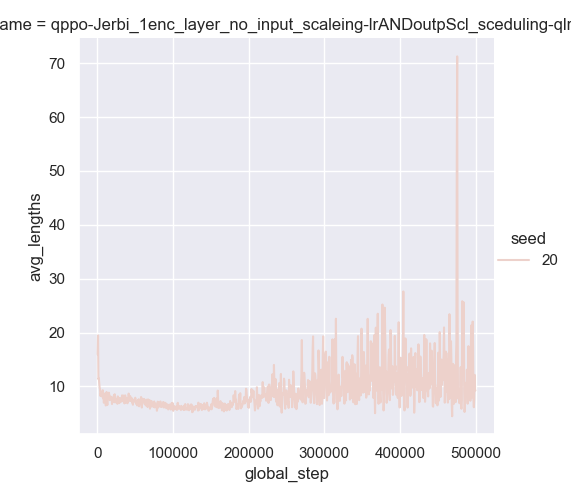 ame = qppo-Jerbi_1enc_layer_no_input_scaleing-lrANDoutpScl_sceduling-qlr
70
60
50
40
30
20
10
avg_lengths
0 100000 200000 300000 400000 500000
global_step
seed
20